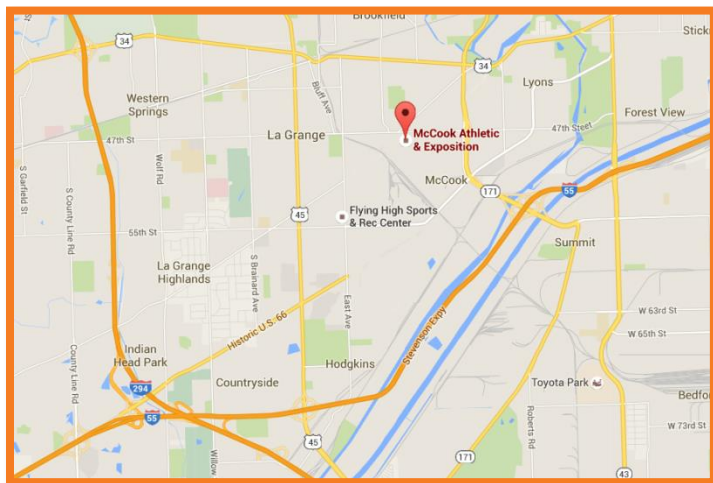 Brookfield
34
34
Stick
Western
Springs
Bluff Ave
Lyons
La Grange
McCook Athletic
& Exposition
47th Street
Forest View
47th St
S Garfield St
S County Line Rd
Wolf Rd
McCook
171
55
45
Flying High Sports
& Rec Center
55th St
Summit
La Grange
Highlands
S Brainard Ave
Historic U.S. 66
East Ave
Stevenson Expy
W 63rd St
W 65th St
Indian
Head Park
County Line Rd
Countryside
Hodgkins
294
55
Toyota Park
Bedfo
Willow
45
171
Roberts Rd
W 73rd St
43